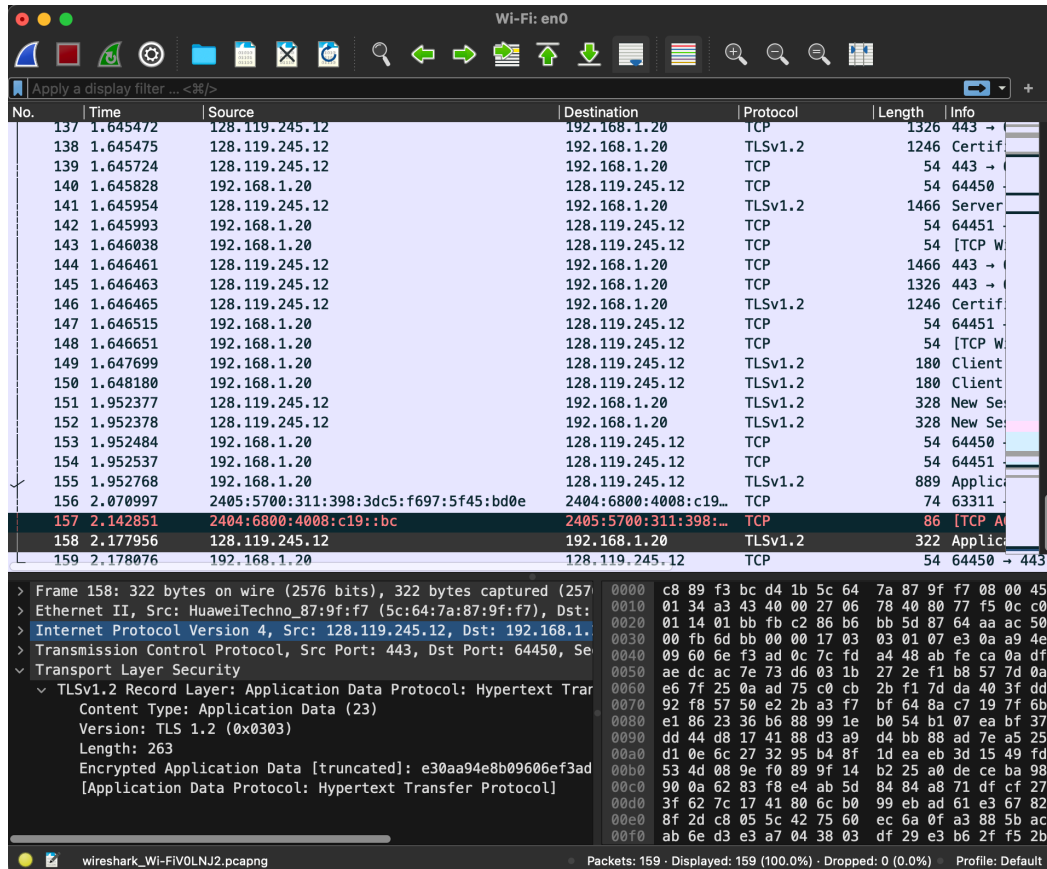 Wi-Fi: en0
Apply a display filter ... <⌘/>
No. Time Source Destination Protocol Length Info
137 1.645472 128.119.245.12 192.168.1.20 TCP 1326 443 →
138 1.645475 128.119.245.12 192.168.1.20 TLSv1.2 1246 Certif
139 1.645724 128.119.245.12 192.168.1.20 TCP 54 443 →
140 1.645828 192.168.1.20 128.119.245.12 TCP 54 64450
141 1.645954 128.119.245.12 192.168.1.20 TLSv1.2 1466 Server
142 1.645993 192.168.1.20 128.119.245.12 TCP 54 64451
143 1.646038 192.168.1.20 128.119.245.12 TCP 54 [TCP W
144 1.646461 128.119.245.12 192.168.1.20 TCP 1466 443 →
145 1.646463 128.119.245.12 192.168.1.20 TCP 1326 443 →
146 1.646465 128.119.245.12 192.168.1.20 TLSv1.2 1246 Certif
147 1.646515 192.168.1.20 128.119.245.12 TCP 54 64451
148 1.646651 192.168.1.20 128.119.245.12 TCP 54 [TCP W
149 1.647699 192.168.1.20 128.119.245.12 TLSv1.2 180 Client
150 1.648180 192.168.1.20 128.119.245.12 TLSv1.2 180 Client
151 1.952377 128.119.245.12 192.168.1.20 TLSv1.2 328 New Se
152 1.952378 128.119.245.12 192.168.1.20 TLSv1.2 328 New Se
153 1.952484 192.168.1.20 128.119.245.12 TCP 54 64450
154 1.952537 192.168.1.20 128.119.245.12 TCP 54 64451
155 1.952768 192.168.1.20 128.119.245.12 TLSv1.2 889 Applic
156 2.070997 2405:5700:311:398:3dc5:f697:5f45:bd0e 2404:6800:4008:c19… TCP 74 63311
157 2.142851 2404:6800:4008:c19::bc 2405:5700:311:398:… TCP 86 [TCP A
158 2.177956 128.119.245.12 192.168.1.20 TLSv1.2 322 Applic
159 2.178076 192.168.1.20 128.119.245.12 TCP 54 64450 → 443
Frame 158: 322 bytes on wire (2576 bits), 322 bytes captured (257
Ethernet II, Src: HuaweiTechno_87:9f:f7 (5c:64:7a:87:9f:f7), Dst:
Internet Protocol Version 4, Src: 128.119.245.12, Dst: 192.168.1.
Transmission Control Protocol, Src Port: 443, Dst Port: 64450, Se
Transport Layer Security
TLSv1.2 Record Layer: Application Data Protocol: Hypertext Tran
Content Type: Application Data (23)
Version: TLS 1.2 (0x0303)
Length: 263
Encrypted Application Data [truncated]: e30aa94e8b09606ef3ad
[Application Data Protocol: Hypertext Transfer Protocol]
0000 c8 89 f3 bc d4 1b 5c 64 7a 87 9f f7 08 00 45
0010 01 34 a3 43 40 00 27 06 78 40 80 77 f5 0c c0
0020 01 14 01 bb fb c2 86 b6 bb 5d 87 64 aa ac 50
0030 00 fb 6d bb 00 00 17 03 03 01 07 e3 0a a9 4e
0040 09 60 6e f3 ad 0c 7c fd a4 48 ab fe ca 0a df
0050 ae dc ac 7e 73 d6 03 1b 27 2e f1 b8 57 7d 0a
0060 e6 7f 25 0a ad 75 c0 cb 2b f1 7d da 40 3f dd
0070 92 f8 57 50 e2 2b a3 f7 bf 64 8a c7 19 7f 6b
0080 e1 86 23 36 b6 88 99 1e b0 54 b1 07 ea bf 37
0090 dd 44 d8 17 41 88 d3 a9 d4 bb 88 ad 7e a5 25
00a0 d1 0e 6c 27 32 95 b4 8f 1d ea eb 3d 15 49 fd
00b0 53 4d 08 9e f0 89 9f 14 b2 25 a0 de ce ba 98
00c0 90 0a 62 83 f8 e4 ab 5d 84 84 a8 71 df cf 27
00d0 3f 62 7c 17 41 80 6c b0 99 eb ad 61 e3 67 82
00e0 8f 2d c8 05 5c 42 75 60 ec 6a 0f a3 88 5b ac
00f0 ab 6e d3 e3 a7 04 38 03 df 29 e3 b6 2f f5 2b
wireshark_Wi-FiV0LNJ2.pcapng Packets: 159 · Displayed: 159 (100.0%) · Dropped: 0 (0.0%) Profile: Default